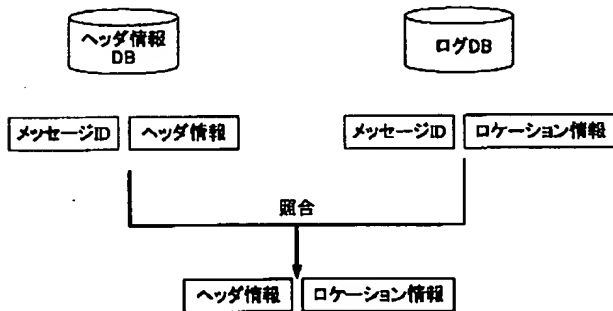 ヘッダ情報
DB
ログDB
メッセージID ヘッダ情報
メッセージID ロケーション情報
照合
ヘッダ情報 ロケーション情報